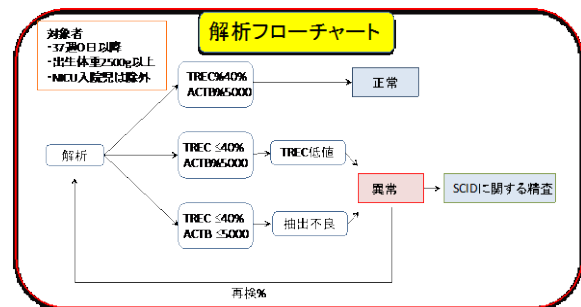 解析フローチャート
対象者
-37週0日以降
-出生体重2500g以上
-NICU入院児は除外
TREC%40%
ACTB%5000
正常
解析
TREC ≤40%
ACTB%5000
TREC低値
異常
SCIDに関する精査
TREC ≤40%
ACTB ≤5000
抽出不良
再検%